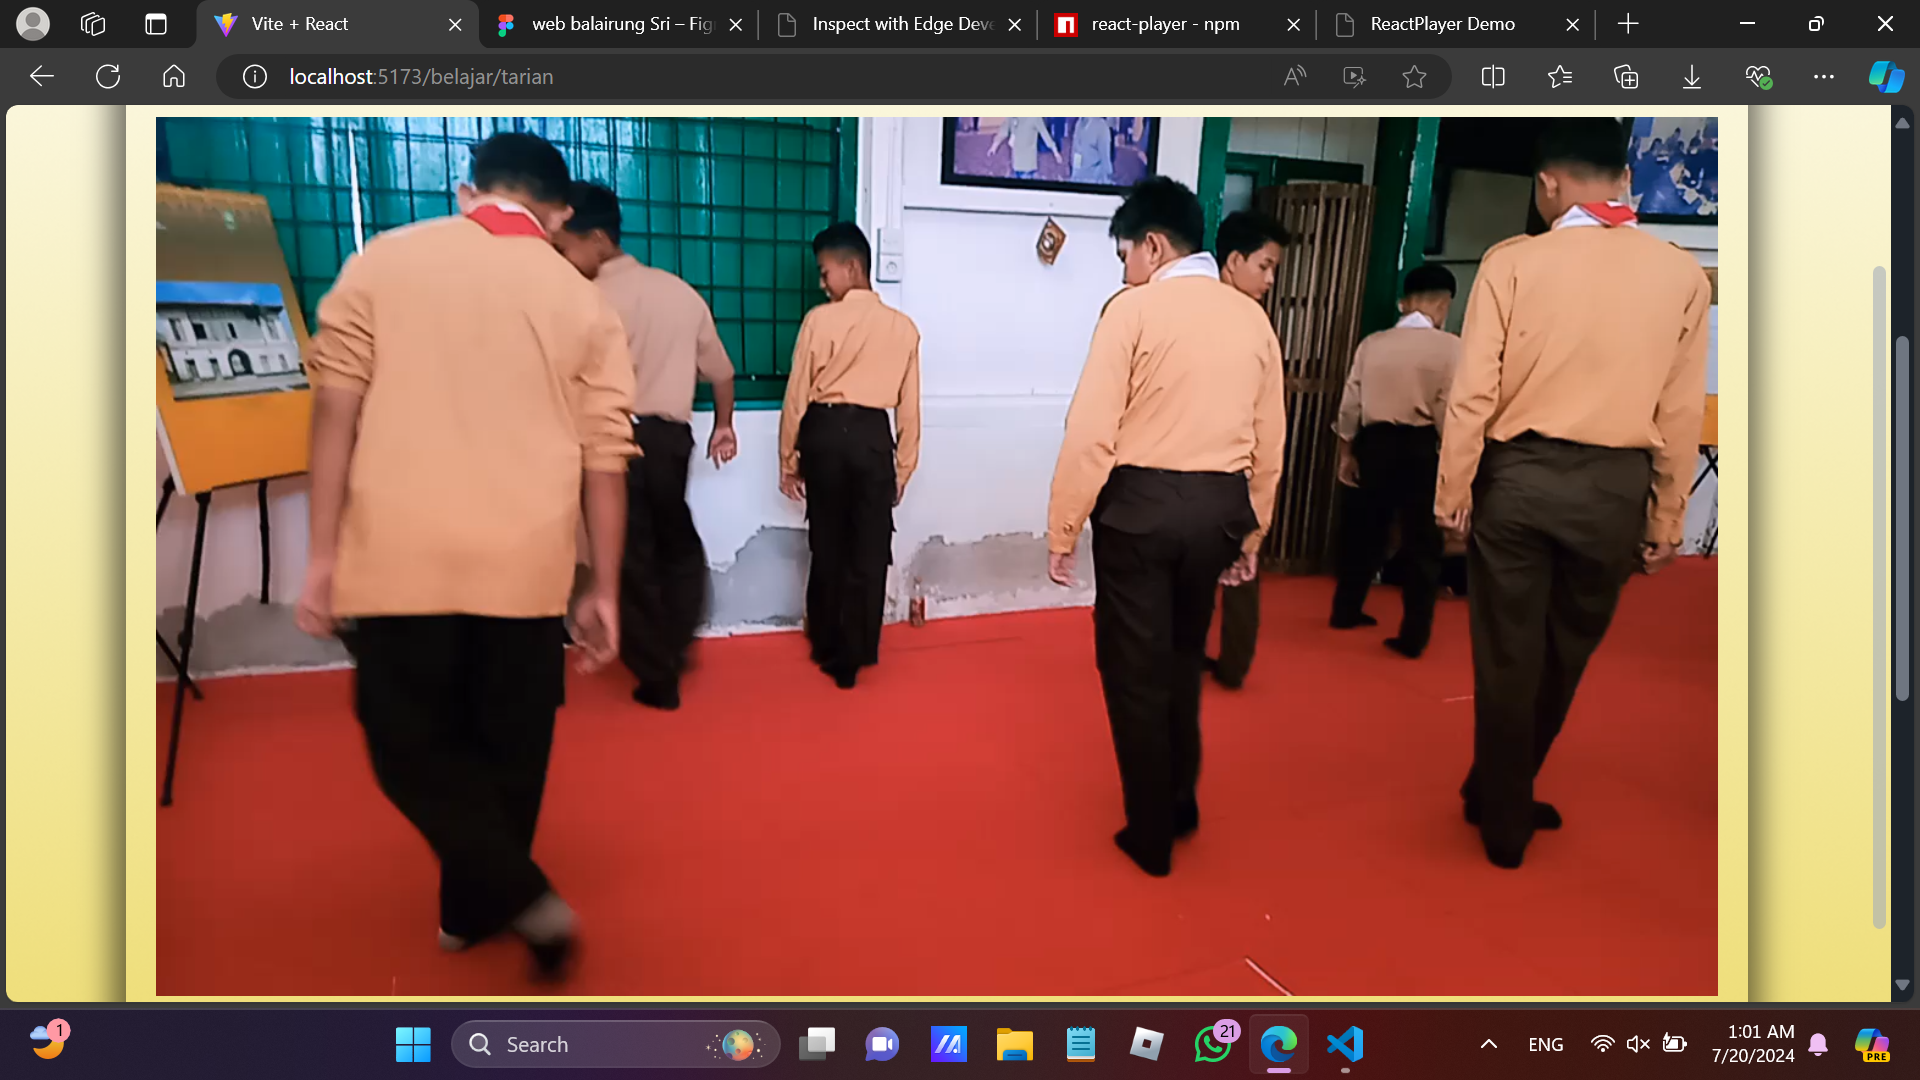 Vite + React
web balairung Sri – Fig
Inspect with Edge Deve
react-player - npm
ReactPlayer Demo
localhost:5173/belajar/tarian
1
Search
21
ENG
1:01 AM
7/20/2024
PRE